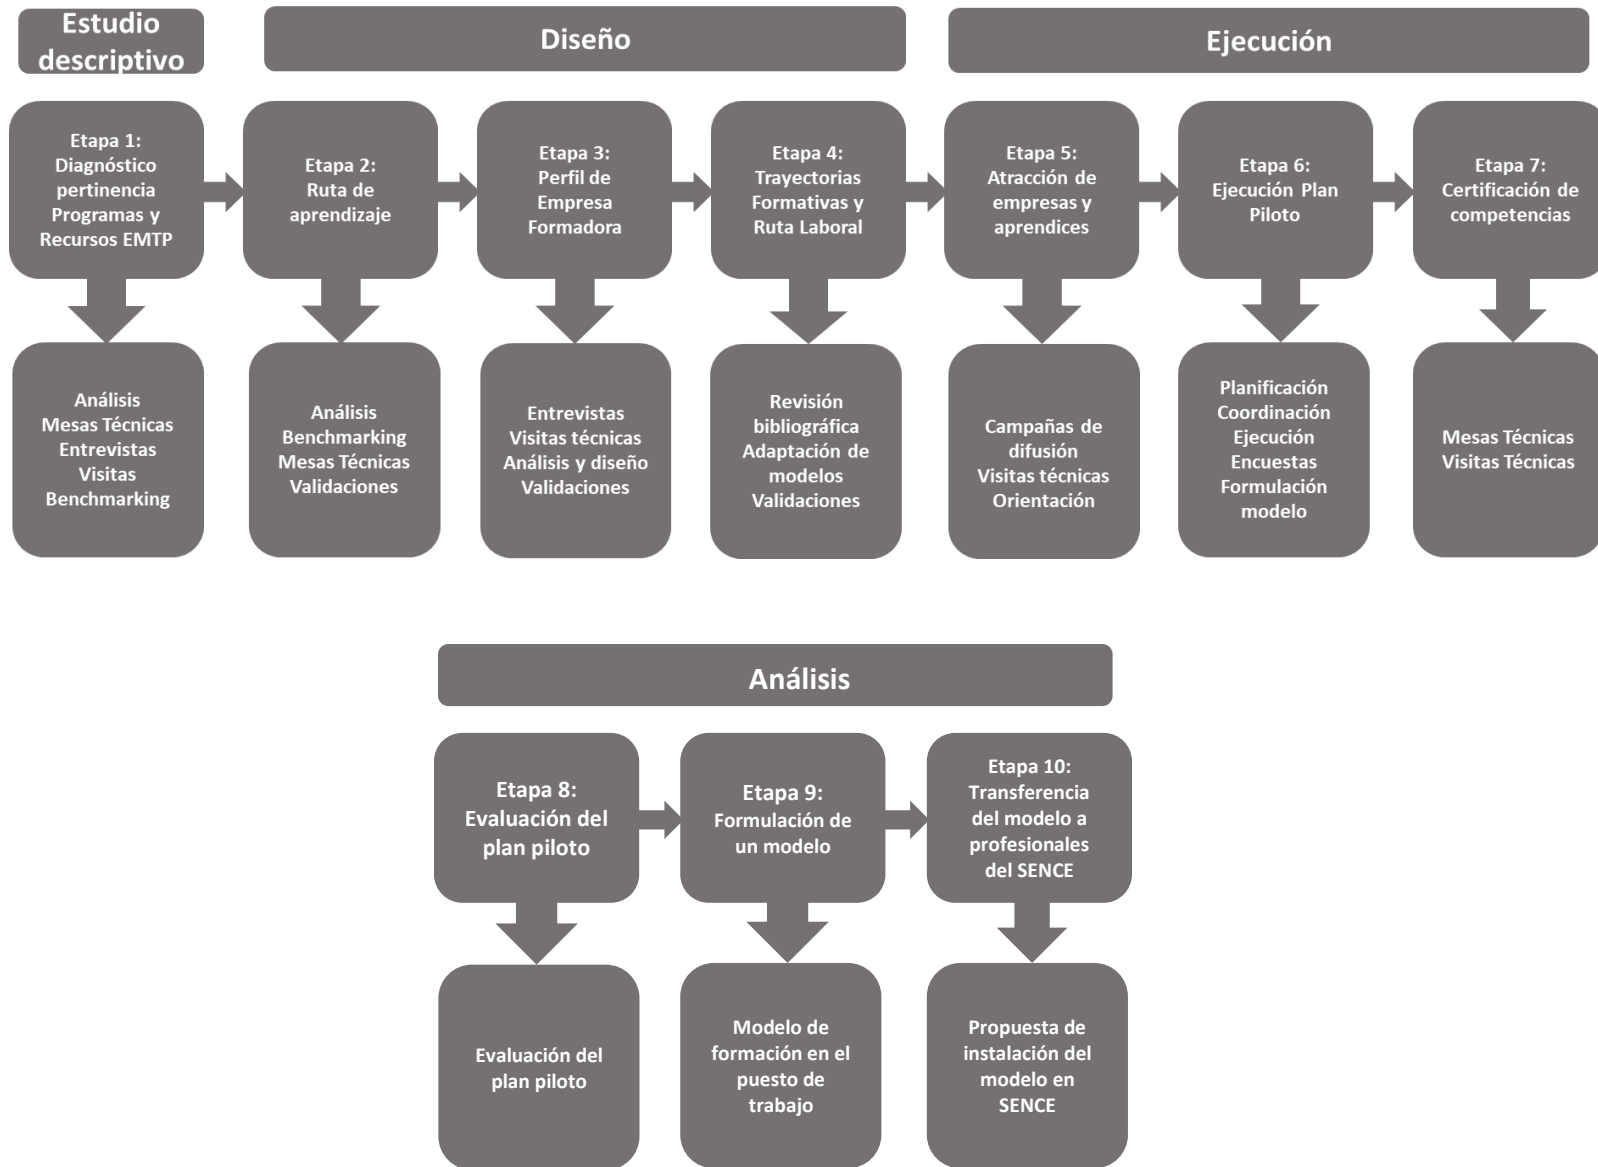 Estudio
descriptivo
Diseño
Ejecución
Etapa 1:
Diagnóstico
pertinencia
Programas y
Recursos EMTP
Etapa 2:
Ruta de
aprendizaje
Etapa 3:
Perfil de
Empresa
Formadora
Etapa 4:
Trayectorias
Formativas y
Ruta Laboral
Etapa 5:
Atracción de
empresas y
aprendices
Etapa 6:
Ejecución Plan
Piloto
Etapa 7:
Certificación de
competencias
Análisis
Mesas Técnicas
Entrevistas
Visitas
Benchmarking
Análisis
Benchmarking
Mesas Técnicas
Validaciones
Entrevistas
Visitas técnicas
Análisis y diseño
Validaciones
Revisión
bibliográfica
Adaptación de
modelos
Validaciones
Campañas de
difusión
Visitas técnicas
Orientación
Planificación
Coordinación
Ejecución
Encuestas
Formulación
modelo
Mesas Técnicas
Visitas Técnicas
Análisis
Etapa 8:
Evaluación del
plan piloto
Etapa 9:
Formulación de
un modelo
Etapa 10:
Transferencia
del modelo a
profesionales
del SENCE
Evaluación del
plan piloto
Modelo de
formación en el
puesto de
trabajo
Propuesta de
instalación del
modelo en
SENCE